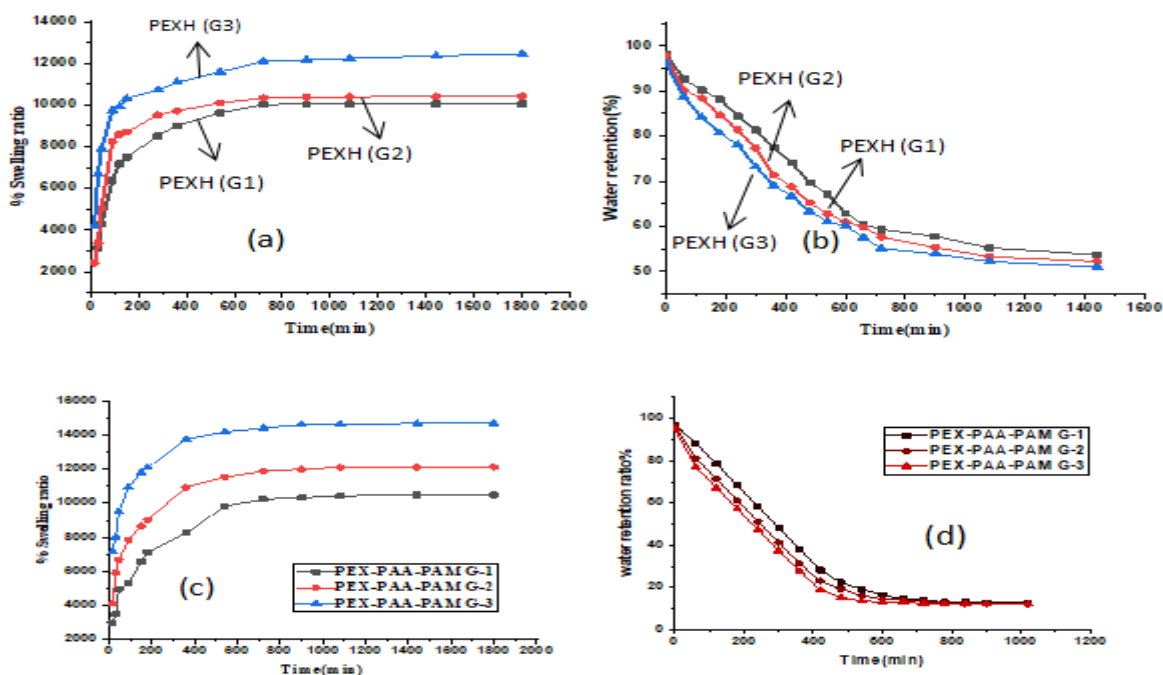 14000
12000
10000
8000
6000
4000
2000
% Swelling ratio
PEXH (G3)
PEXH (G2)
PEXH (G1)
(a)
0 200 400 600 800 1000 1200 1400 1600 1800 2000
Time(min)
100
90
80
70
60
50
Water retention(%)
PEXH (G2)
PEXH (G1)
PEXH (G3)
(b)
0 200 400 600 800 1000 1200 1400 1600
Time(min)
16000
14000
12000
10000
8000
6000
4000
2000
% Swelling ratio
(c)
PEX-PAA-PAM G-1
PEX-PAA-PAM G-2
PEX-PAA-PAM G-3
0 200 400 600 800 1000 1200 1400 1600 1800 2000
Time(min)
100
80
60
40
20
0
water retention ratio%
PEX-PAA-PAM G-1
PEX-PAA-PAM G-2
PEX-PAA-PAM G-3
(d)
0 200 400 600 800 1000 1200
Time(min)